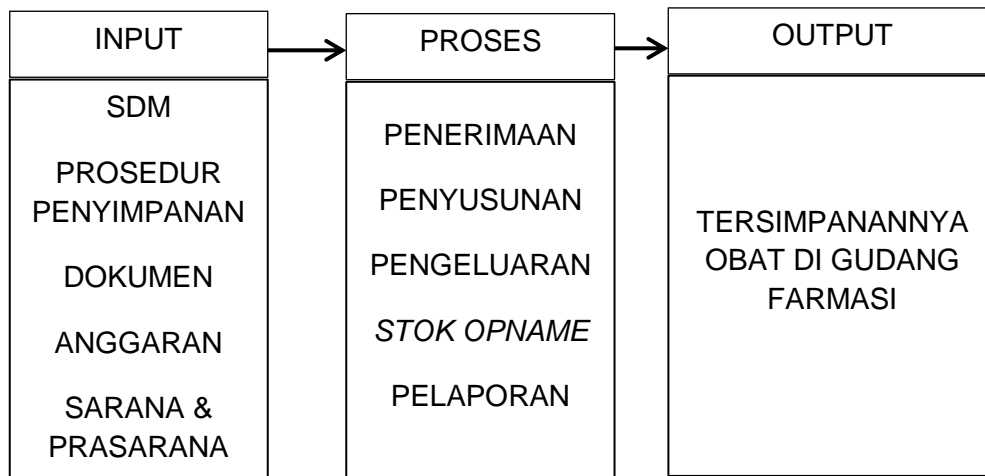 INPUT
SDM
PROSEDUR
PENYIMPANAN
DOKUMEN
ANGGARAN
SARANA &
PRASARANA
PROSES
PENERIMAAN
PENYUSUNAN
PENGELUARAN
STOK OPNAME
PELAPORAN
OUTPUT
TERSIMPANANNYA
OBAT DI GUDANG
FARMASI